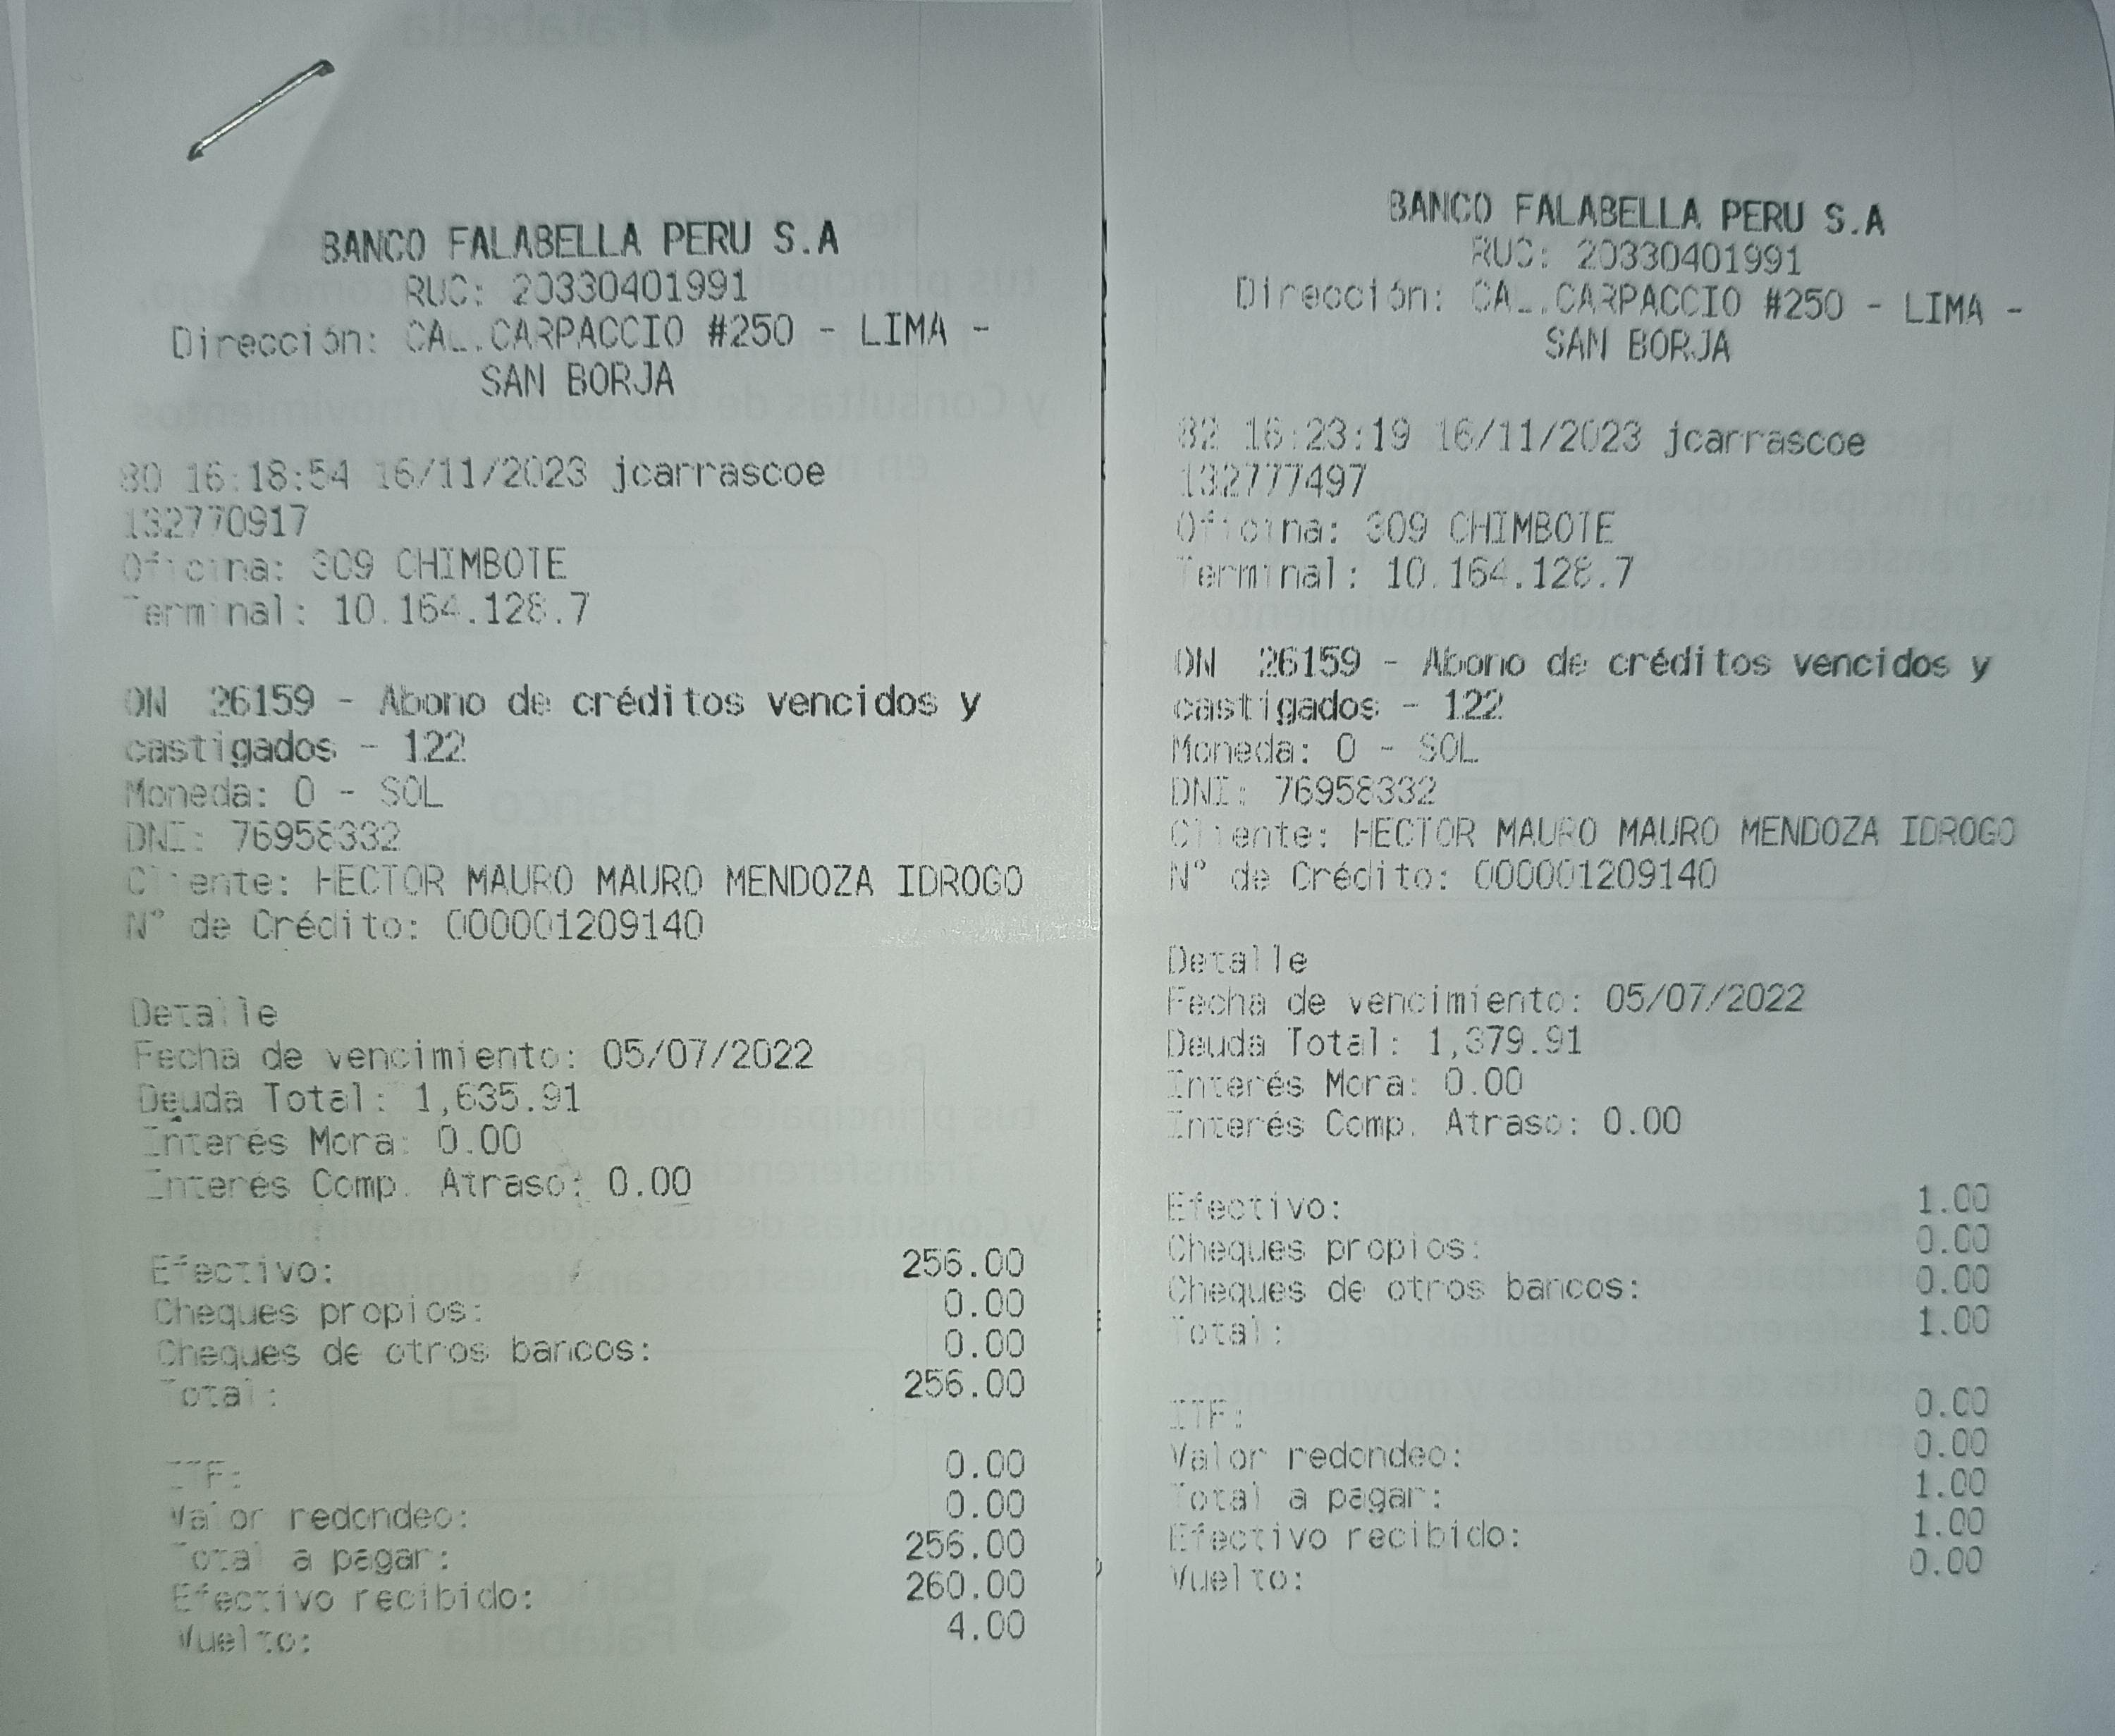 BANCO FALABELLA PERU S.A
RUC: 20330401991
Dirección: CAL.CARPACCIO #250 - LIMA -
SAN BORJA
80 16:18:54 16/11/2023 jcarrascoe
132770917
Oficina: 309 CHIMBOTE
Terminal: 10.164.128.7
ON 26159 - Abono de créditos vencidos y
castigados - 122
Moneda: 0 - SOL
DNI: 76958332
Cliente: HECTOR MAURO MAURO MENDOZA IDROGO
N° de Crédito: 000001209140
Detalle
Fecha de vencimiento: 05/07/2022
Deuda Total: 1,635.91
Interés Mora: 0.00
Interés Comp. Atraso: 0.00
Efectivo: 256.00
Cheques propios: 0.00
Cheques de otros bancos: 0.00
Total: 256.00
ITF: 0.00
Valor redondeo: 0.00
Total a pagar: 256.00
Efectivo recibido: 260.00
Vuelto: 4.00
BANCO FALABELLA PERU S.A
RUC: 20330401991
Dirección: CAL.CARPACCIO #250 - LIMA -
SAN BORJA
82 16:23:19 16/11/2023 jcarrascoe
132777497
Oficina: 309 CHIMBOTE
Terminal: 10.164.128.7
ON 26159 - Abono de créditos vencidos y
castigados - 122
Moneda: 0 - SOL
DNI: 76958332
Cliente: HECTOR MAURO MAURO MENDOZA IDROGO
N° de Crédito: 000001209140
Detalle
Fecha de vencimiento: 05/07/2022
Deuda Total: 1,379.91
Interés Mora: 0.00
Interés Comp. Atraso: 0.00
Efectivo: 1.00
Cheques propios: 0.00
Cheques de otros bancos: 0.00
Total: 1.00
ITF: 0.00
Valor redondeo: 0.00
Total a pagar: 1.00
Efectivo recibido: 1.00
Vuelto: 0.00